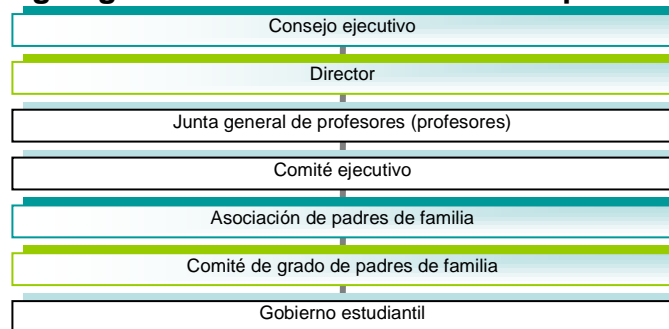 Consejo ejecutivo
Director
Junta general de profesores (profesores)
Comité ejecutivo
Asociación de padres de familia
Comité de grado de padres de familia
Gobierno estudiantil